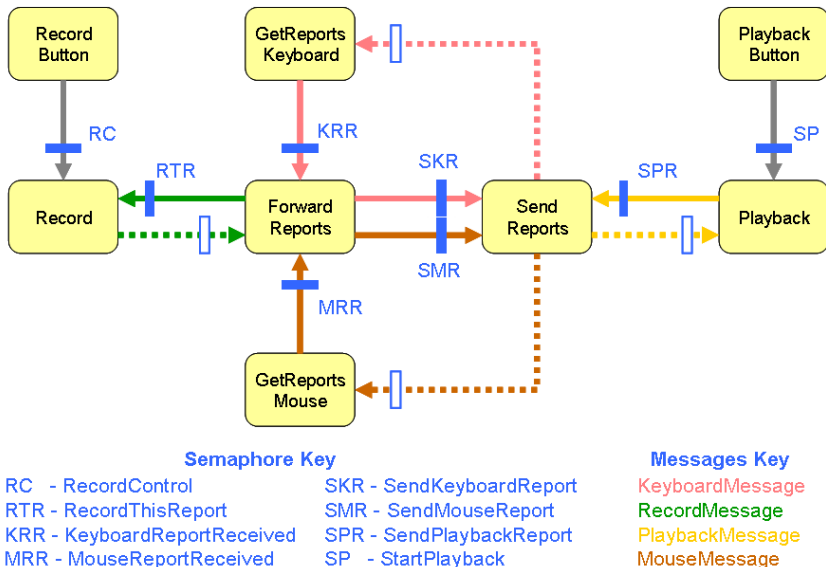 Record
Button
GetReports
Keyboard
Playback
Button
RC
KRR
SP
RTR
SKR
SPR
Record
Forward
Reports
Send
Reports
Playback
SMR
MRR
GetReports
Mouse
Semaphore Key
Messages Key
RC - RecordControl
SKR - SendKeyboardReport
KeyboardMessage
RTR - RecordThisReport
SMR - SendMouseReport
RecordMessage
KRR - KeyboardReportReceived
SPR - SendPlaybackReport
PlaybackMessage
MRR - MouseReportReceived
SP - StartPlayback
MouseMessage